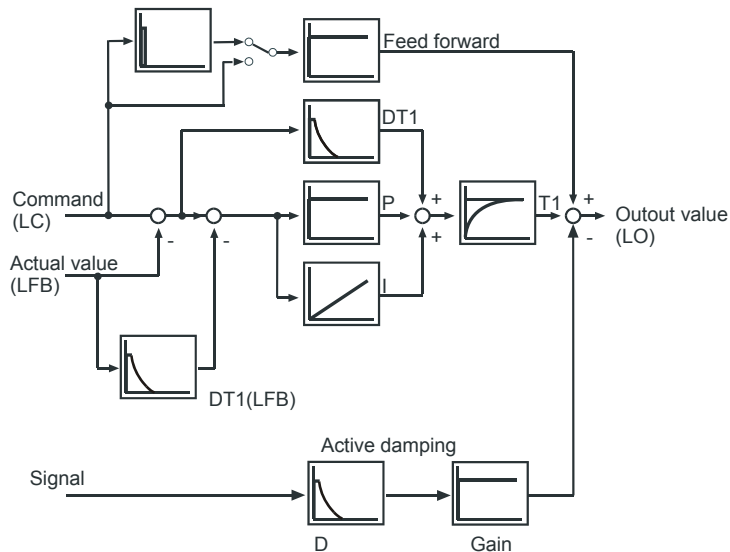 Feed forward
DT1
Command
(LC)
P
+
+
T1
+
-
Outout value
(LO)
-
-
Actual value
(LFB)
I
DT1(LFB)
Active damping
Signal
D
Gain